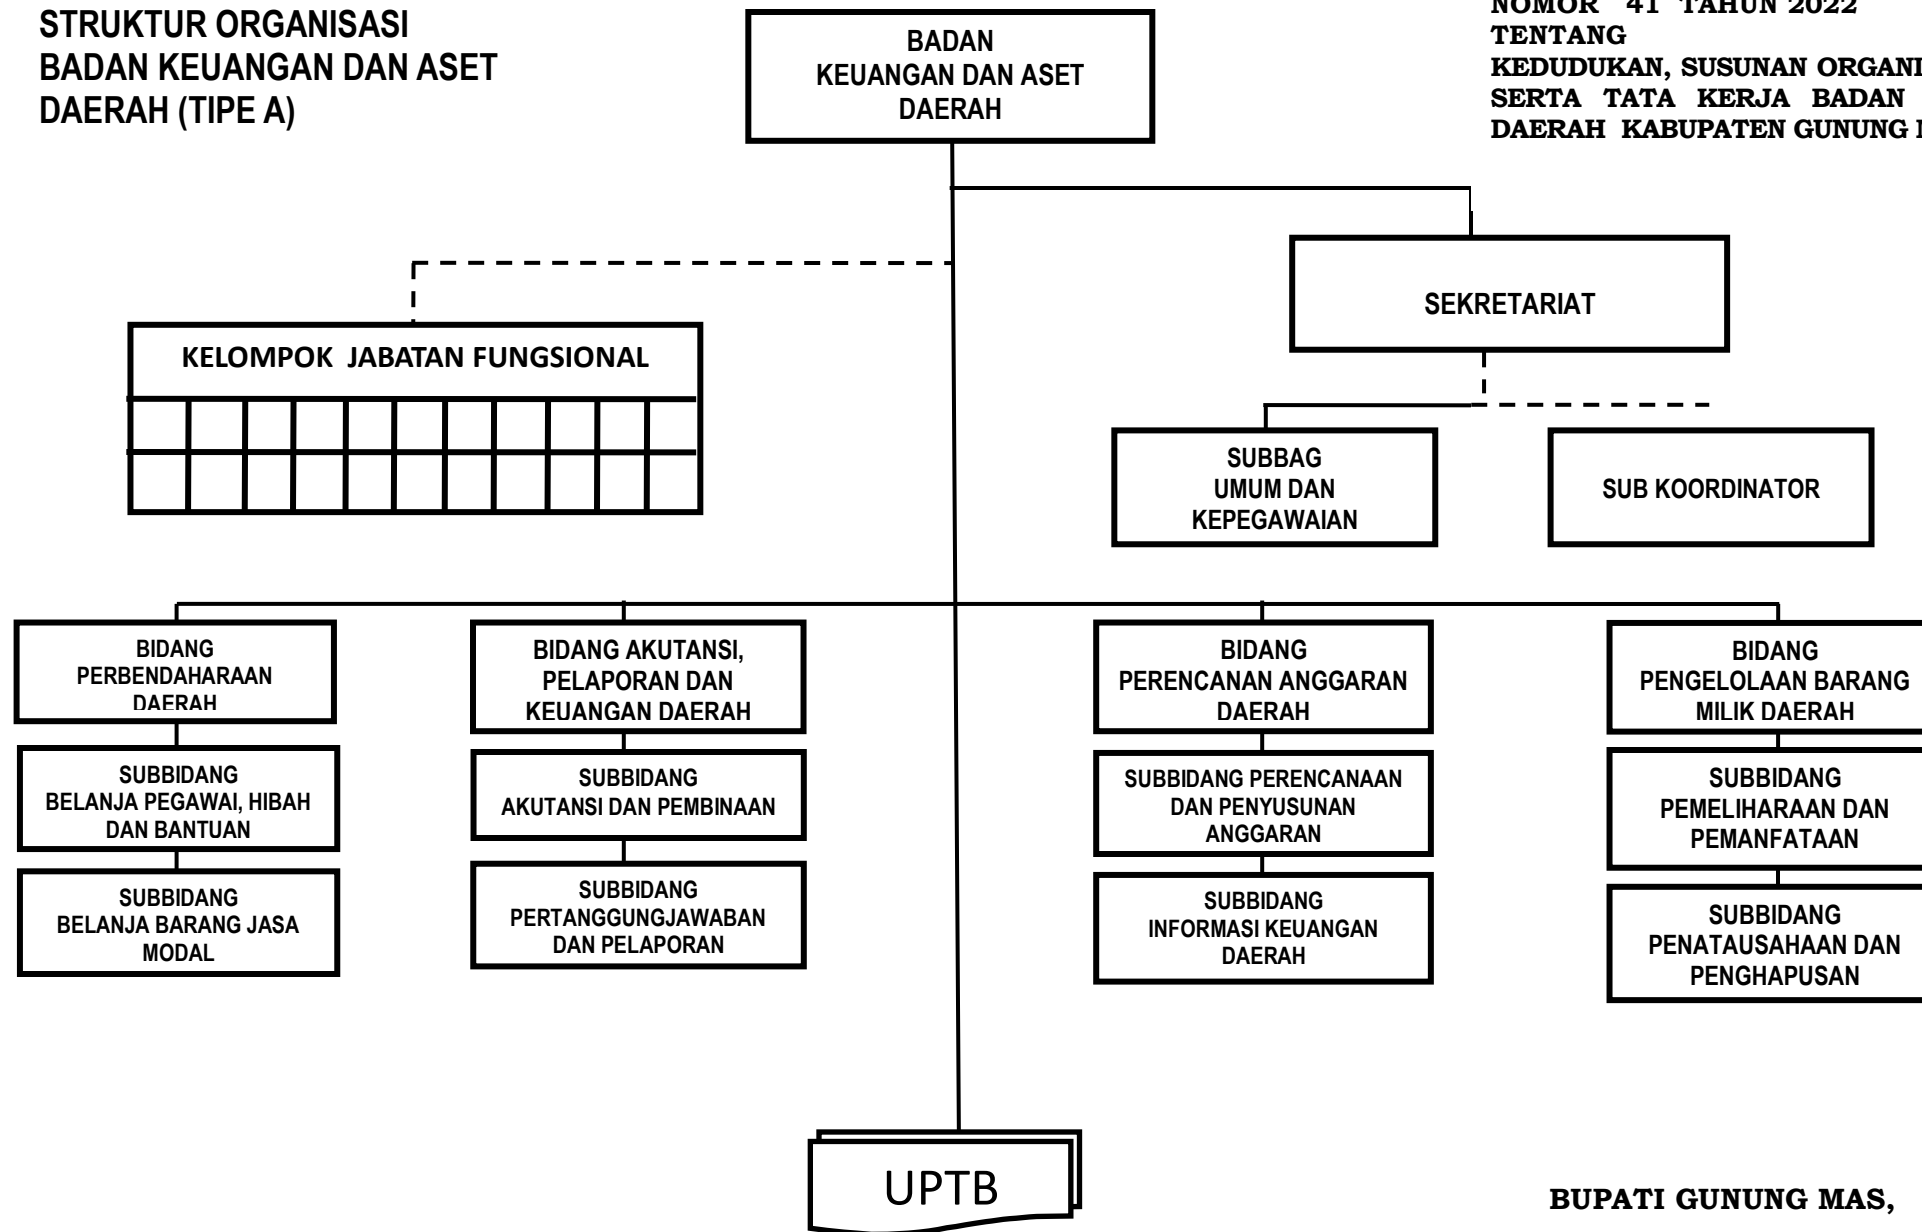 STRUKTUR ORGANISASI
BADAN KEUANGAN DAN ASET
DAERAH (TIPE A)
BADAN
KEUANGAN DAN ASET
DAERAH
NOMOR 41 TAHUN 2022
TENTANG
KEDUDUKAN, SUSUNAN
SERTA TATA KERJA BADAN
DAERAH KABUPATEN GUNUNG
SEKRETARIAT
KELOMPOK JABATAN FUNGSIONAL
SUBBAG
UMUM DAN
KEPEGAWAIAN
SUB KOORDINATOR
BIDANG
PERBENDAHARAAN
DAERAH
BIDANG AKUTANSI,
PELAPORAN DAN
KEUANGAN DAERAH
BIDANG
PERENCANAN ANGGARAN
DAERAH
BIDANG
PENGELOLAAN BARANG
MILIK DAERAH
SUBBIDANG
BELANJA PEGAWAI, HIBAH
DAN BANTUAN
SUBBIDANG
AKUTANSI DAN PEMBINAAN
SUBBIDANG PERENCANAAN
DAN PENYUSUNAN
ANGGARAN
SUBBIDANG
PEMELIHARAAN DAN
PEMANFATAAN
SUBBIDANG
BELANJA BARANG JASA
MODAL
SUBBIDANG
PERTANGGUNGJAWABAN
DAN PELAPORAN
SUBBIDANG
INFORMASI KEUANGAN
DAERAH
SUBBIDANG
PENATAUSAHAAN DAN
PENGHAPUSAN
UPTB
BUPATI GUNUNG MAS,